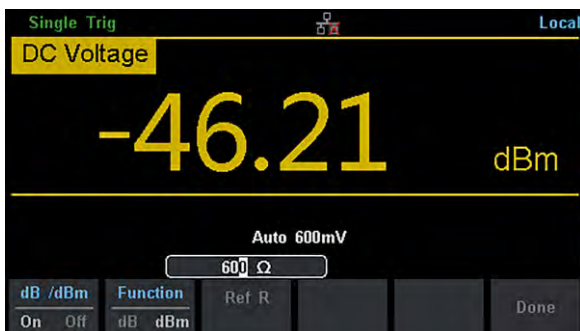 Single Trig Local
DC Voltage
-46.21 dBm
Auto 600mV
600 Ω
dB /dBm Function Ref R
On Off dB dBm Done